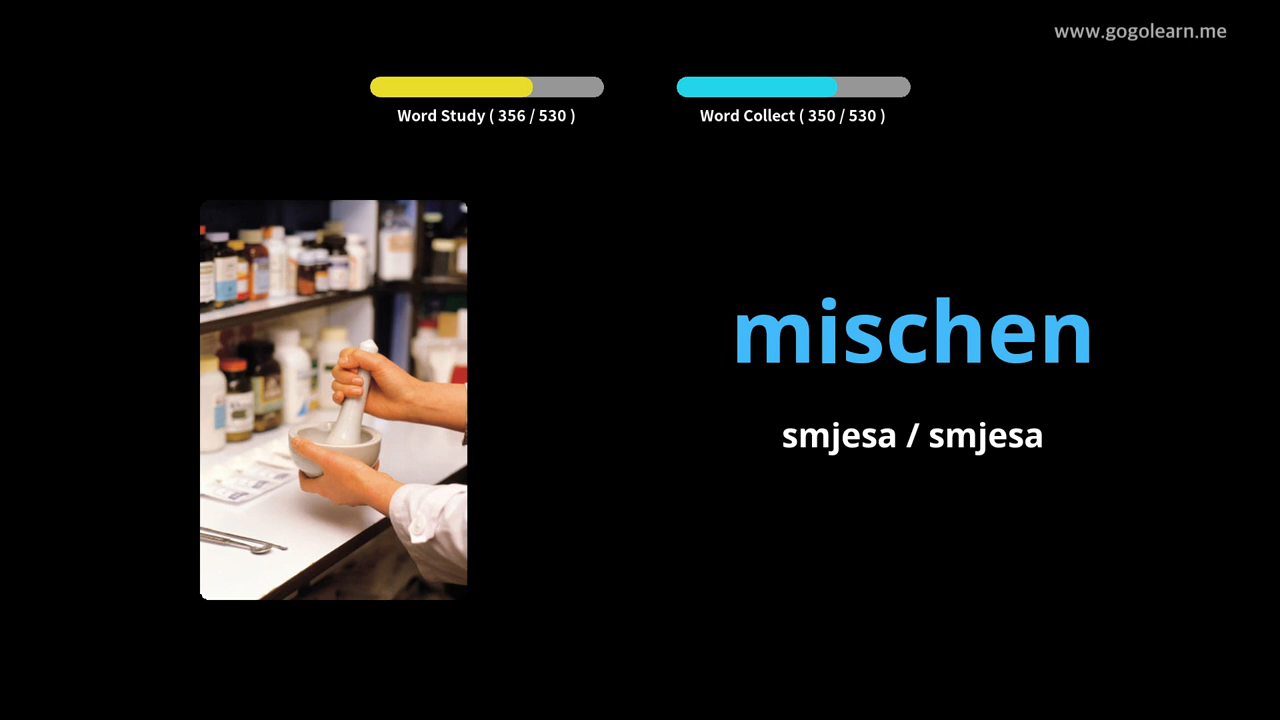 www.gogolearn.me
Word Study ( 356 / 530 )
Word Collect ( 350 / 530 )
mischen
smjesa / smjesa